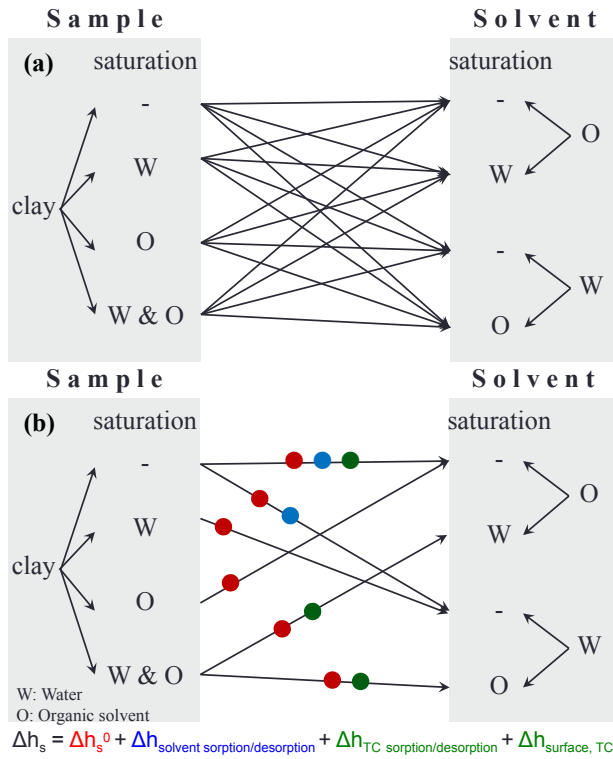 Sample Solvent
(a) saturation saturation
- -
O
W W
clay
O -
W
W & O O
Sample Solvent
(b) saturation saturation
- -
O
W W
clay
O -
W
W & O O
W: Water
O: Organic solvent
Δhs = Δhs⁰ + Δhsolvent sorption/desorption + ΔhTC sorption/desorption + Δhsurface, TC